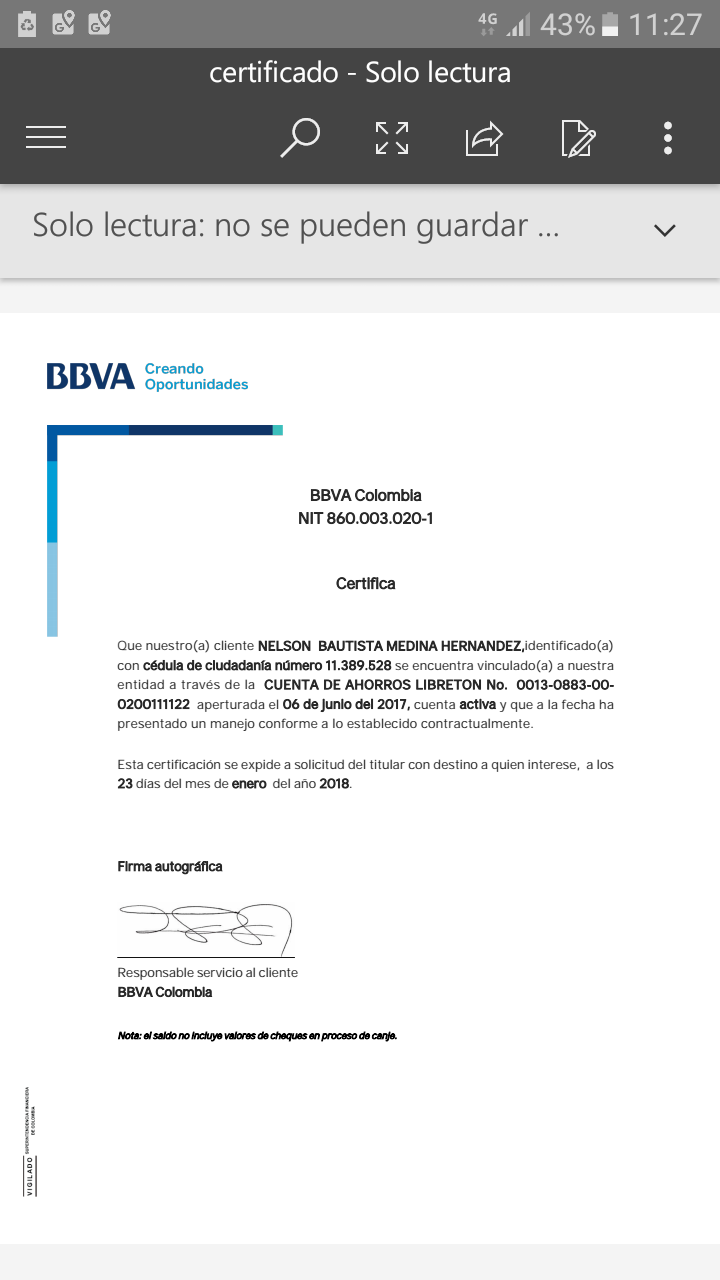 4G 43% 11:27
certificado - Solo lectura
Solo lectura: no se pueden guardar ...
BBVA Creando
Oportunidades
BBVA Colombia
NIT 860.003.020-1
Certifica
Que nuestro(a) cliente NELSON BAUTISTA MEDINA HERNANDEZ,identificado(a)
con cédula de ciudadanía número 11.389.528 se encuentra vinculado(a) a nuestra
entidad a través de la CUENTA DE AHORROS LIBRETON No. 0013-0883-00-
0200111122 aperturada el 06 de junio del 2017, cuenta activa y que a la fecha ha
presentado un manejo conforme a lo establecido contractualmente.
Esta certificación se expide a solicitud del titular con destino a quien interese, a los
23 días del mes de enero del año 2018.
Firma autográfica
Responsable servicio al cliente
BBVA Colombia
Nota: el saldo no incluye valores de cheques en proceso de canje.
VIGILADO SUPERINTENDENCIA FINANCIERA
DE COLOMBIA